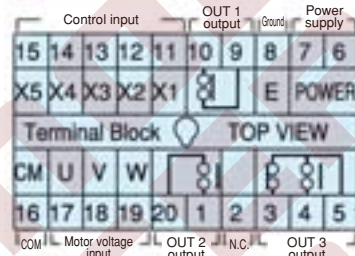 Control input OUT 1 output Ground Power supply
15 14 13 12 11 10 9 8 7 6
X5 X4 X3 X2 X1 E POWER
Terminal Block TOP VIEW
CM U V W
16 17 18 19 20 1 2 3 4 5
COM Motor voltage input OUT 2 output N.C. OUT 3 output